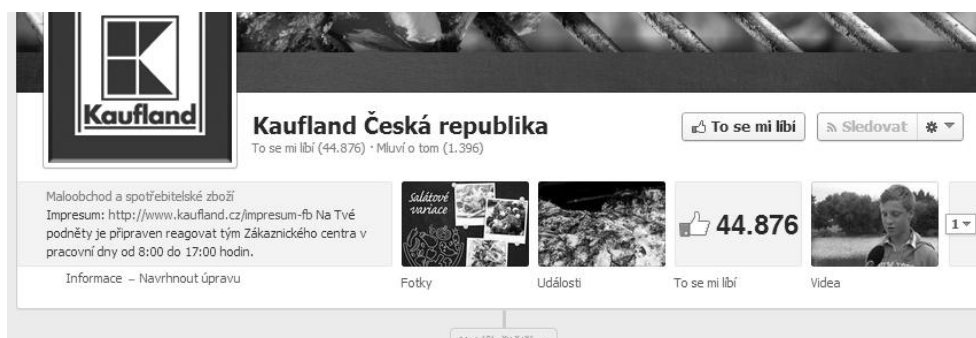 Kaufland
Kaufland Česká republika
To se mi líbí (44.876) · Mluví o tom (1.396)
To se mi líbí
Sledovat
Maloobchod a spotřebitelské zboží
Impresum: http://www.kaufland.cz/impresum-fb Na Tvé
podněty je připraven reagovat tým Zákaznického centra v
pracovní dny od 8:00 do 17:00 hodin.
Informace – Navrhnout úpravu
Salátové
variace
44.876
1
Fotky
Události
To se mi líbí
Videa